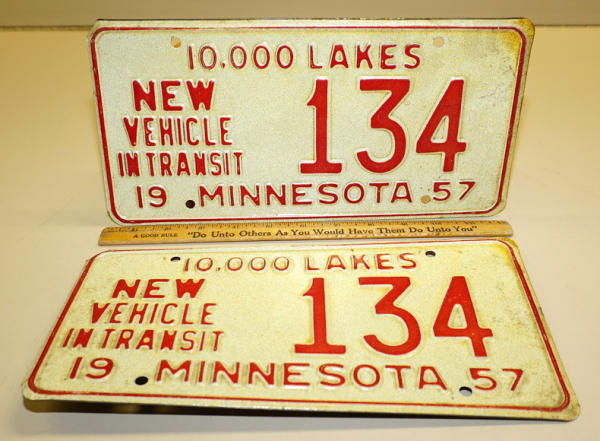 10,000 LAKES
NEW
VEHICLE
IN TRANSIT
134
19 MINNESOTA 57
A GOOD RULE "Do Unto Others As You Would Have Them Do Unto You"
10,000 LAKES
NEW
VEHICLE
IN TRANSIT
134
19 MINNESOTA 57